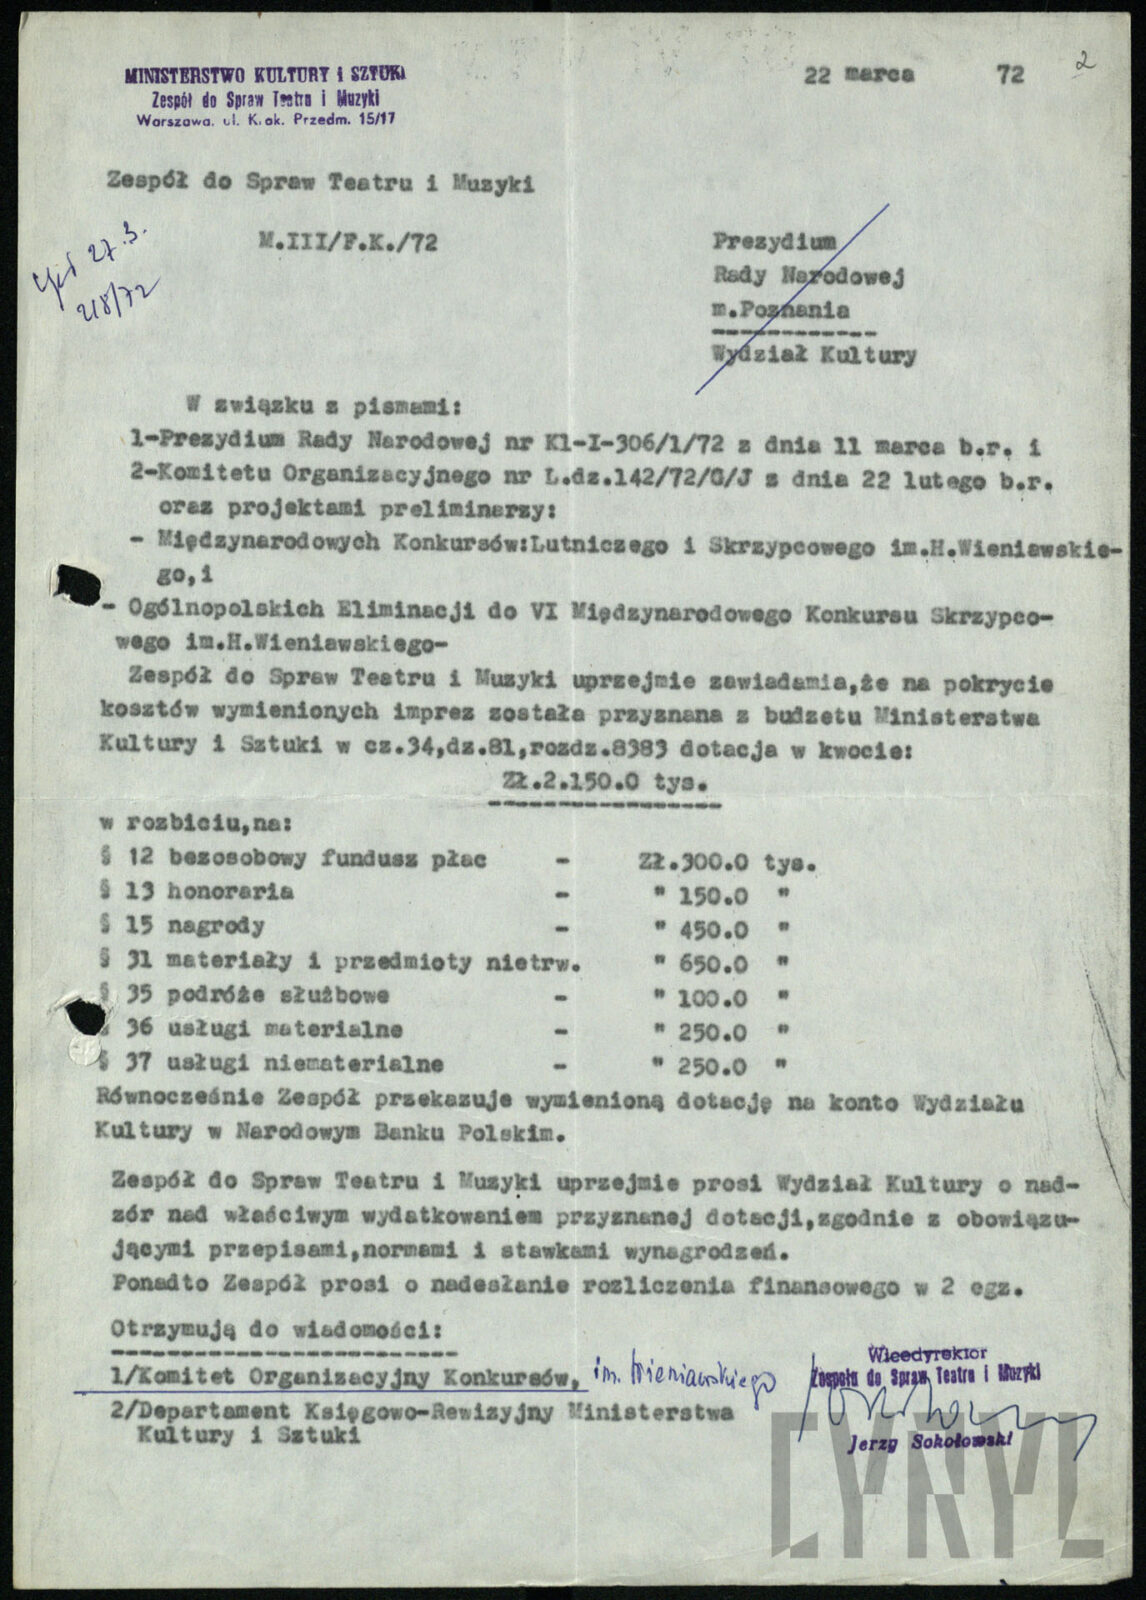 MINISTERSTWO KULTURY i SZTUKI
Zespół do Spraw Teatru i Muzyki
Warszawa, ul. K.ak. Przedm. 15/17
22 marca 72
2
Zespół do Spraw Teatru i Muzyki
27.3.
218/72
M.III/F.K./72
Prezydium
Rady Narodowej
m.Poznania
Wydział Kultury
W związku z pismami:
1-Prezydium Rady Narodowej nr Kl-I-306/1/72 z dnia 11 marca b.r. i
2-Komitetu Organizacyjnego nr L.dz.142/72/G/J z dnia 22 lutego b.r.
oraz projektami preliminarzy:
- Międzynarodowych Konkursów:Lutniczego i Skrzypcowego im.H.Wieniawskie-
go,i
- Ogólnopolskich Eliminacji do VI Międzynarodowego Konkursu Skrzypco-
wego im.H.Wieniawskiego-
Zespół do Spraw Teatru i Muzyki uprzejmie zawiadamia,że na pokrycie
kosztów wymienionych imprez została przyznana z budzetu Ministerstwa
Kultury i Sztuki w cz.34,dz.81,rozdz.8383 dotacja w kwocie:
Zł.2.150.0 tys.
w rozbiciu,na:
§ 12 bezosobowy fundusz płac - Zł.300.0 tys.
§ 13 honoraria - " 150.0 "
§ 15 nagrody - " 450.0 "
§ 31 materiały i przedmioty nietrw. " 650.0 "
§ 35 podróże służbowe - " 100.0 "
§ 36 usługi materialne - " 250.0 "
§ 37 usługi niematerialne - " 250.0 "
Równocześnie Zespół przekazuje wymienioną dotację na konto Wydziału
Kultury w Narodowym Banku Polskim.
Zespół do Spraw Teatru i Muzyki uprzejmie prosi Wydział Kultury o nad-
zór nad właściwym wydatkowaniem przyznanej dotacji,zgodnie z obowiązu-
jącymi przepisami,normami i stawkami wynagrodzeń.
Ponadto Zespół prosi o nadesłanie rozliczenia finansowego w 2 egz.
Otrzymują do wiadomości:
1/Komitet Organizacyjny Konkursów, im. Wieniawskiego
2/Departament Księgowo-Rewizyjny Ministerstwa
Kultury i Sztuki
Wicedyrektor
Zespołu do Spraw Teatru i Muzyki
Jerzy Sokołowski
CYRYL